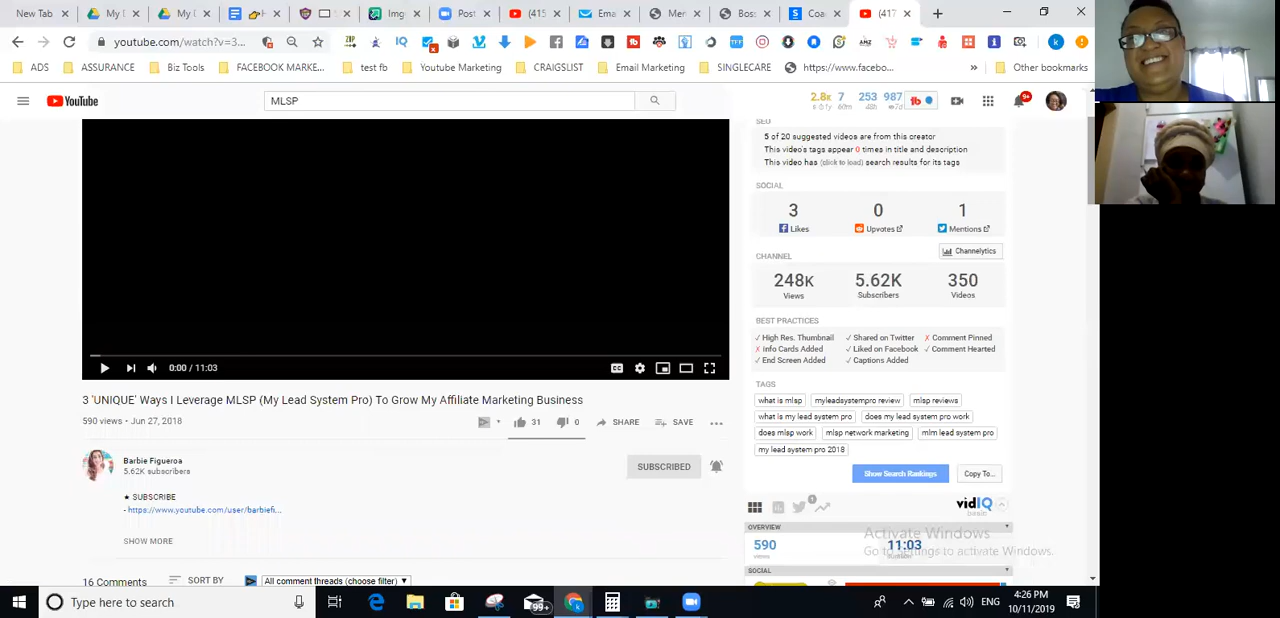 New Tab
My D
My D
Imgu
Post
(415
Emai
Mer
Boss
Coa
(417
youtube.com/watch?v=3...
ADS
ASSURANCE
Biz Tools
FACEBOOK MARKE...
test fo
Youtube Marketing
CRAIGSLIST
Email Marketing
SINGLECARE
https://www.facebo...
»
Other bookmarks
YouTube
MLSP
2.8K 7 253 987
60m 48h
9+
SEO
5 of 20 suggested videos are from this creator
This video's tags appear 0 times in title and description
This video has (click to load) search results for its tags
SOCIAL
3 0 1
Likes Upvotes Mentions
Channelytics
CHANNEL
248K 5.62K 350
Views Subscribers Videos
BEST PRACTICES
✓ High Res. Thumbnail ✓ Shared on Twitter ✗ Comment Pinned
✗ Info Cards Added ✓ Liked on Facebook ✓ Comment Hearted
✓ End Screen Added ✓ Captions Added
TAGS
what is mlsp myleadsystempro review mlsp reviews
what is my lead system pro does my lead system pro work
does mlsp work mlsp network marketing mlm lead system pro
my lead system pro 2018
Show Search Rankings Copy To...
vidIQ
OVERVIEW
590 11:03
views
SOCIAL
0:00 / 11:03
3 'UNIQUE' Ways I Leverage MLSP (My Lead System Pro) To Grow My Affiliate Marketing Business
590 views • Jun 27, 2018
31 0 SHARE SAVE
Barbie Figueroa
5.62K subscribers
SUBSCRIBED
★ SUBSCRIBE
- https://www.youtube.com/user/barbiefi...
SHOW MORE
16 Comments SORT BY All comment threads (choose filter)
Activate Windows
Go to Settings to activate Windows.
Type here to search
99+
ENG
4:26 PM
10/11/2019